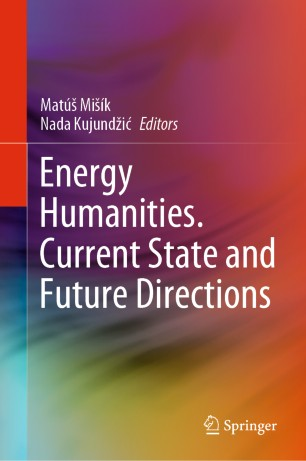 Matúš Mišík
Nada Kujundžić Editors
Energy
Humanities.
Current State and
Future Directions
Springer